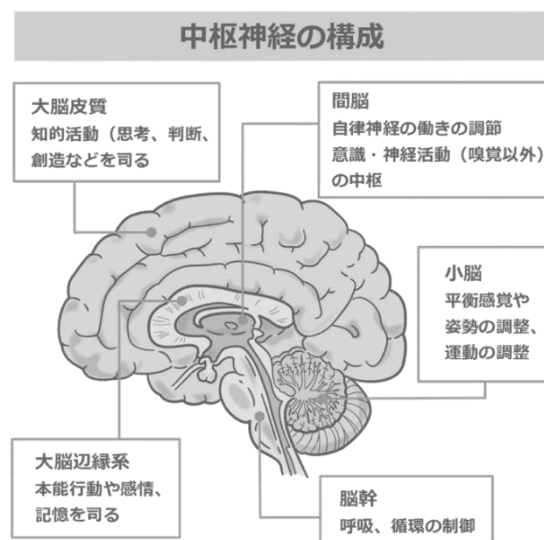 中枢神経の構成
大脳皮質
知的活動（思考、判断、
創造などを司る
間脳
自律神経の働きの調節
意識・神経活動（嗅覚以外）
の中枢
小脳
平衡感覚や
姿勢の調整、
運動の調整
大脳辺縁系
本能行動や感情、
記憶を司る
脳幹
呼吸、循環の制御